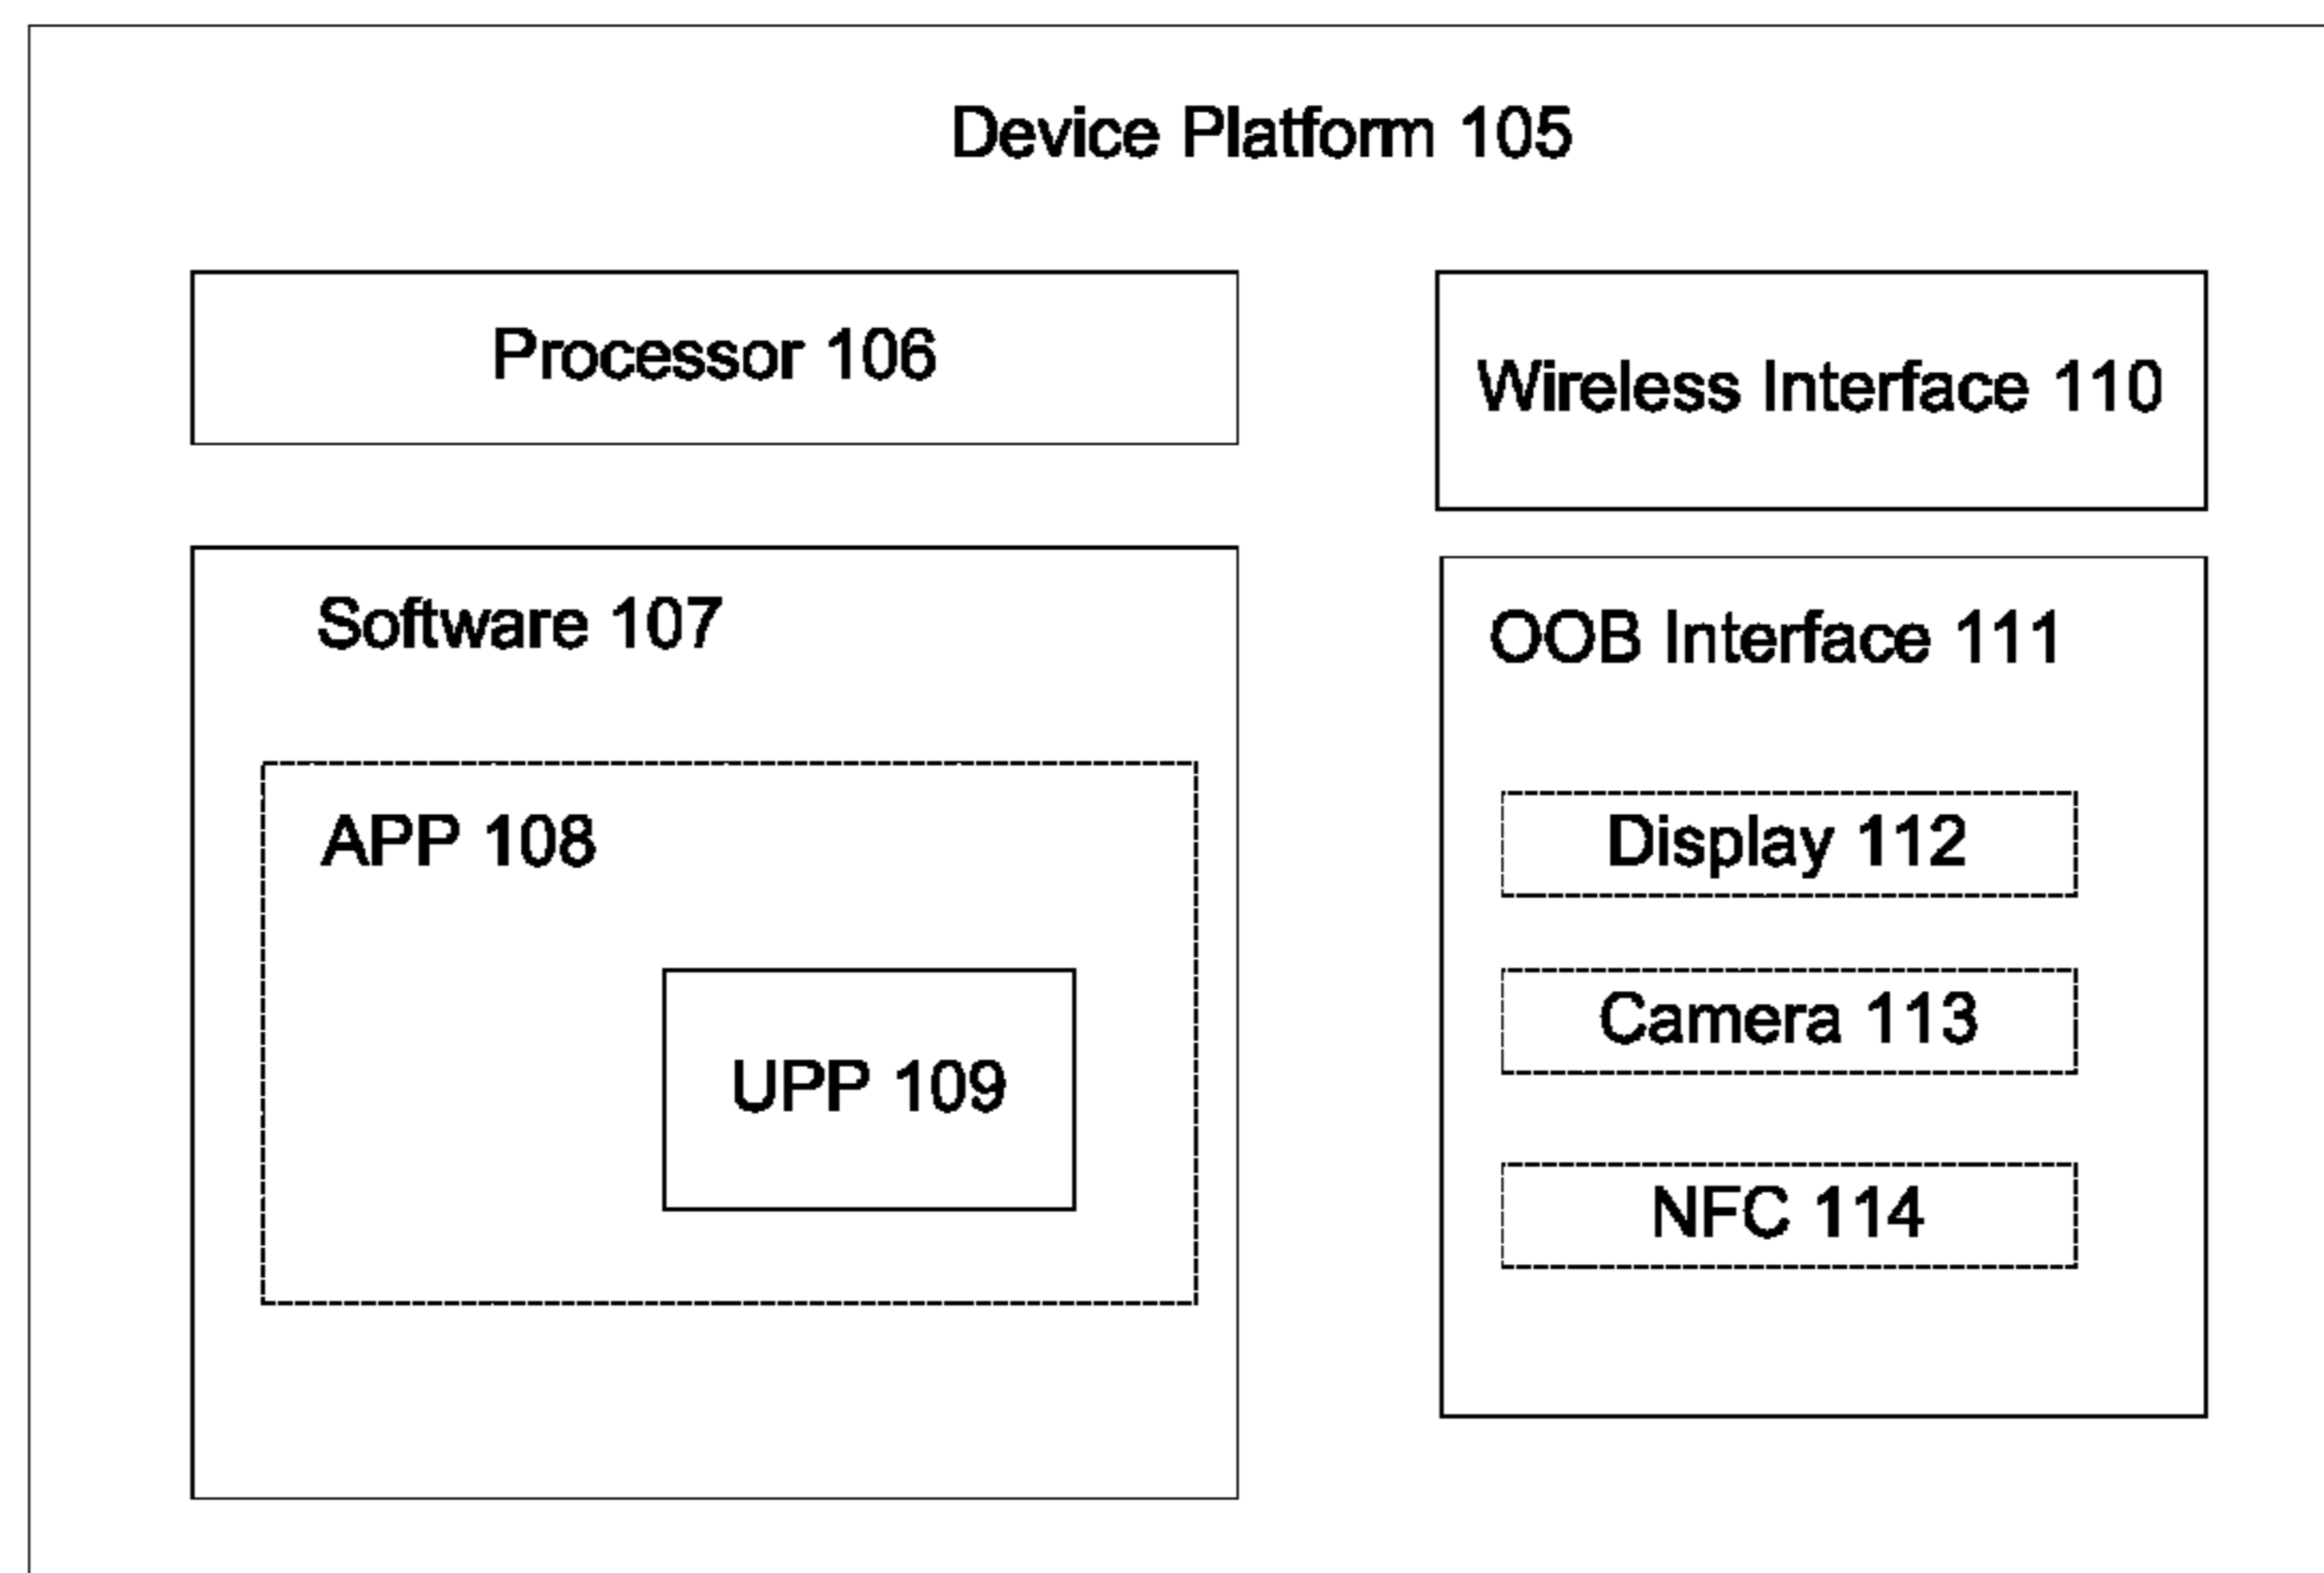 Device Platform 105
Processor 106
Wireless Interface 110
Software 107
APP 108
UPP 109
OOB Interface 111
Display 112
Camera 113
NFC 114